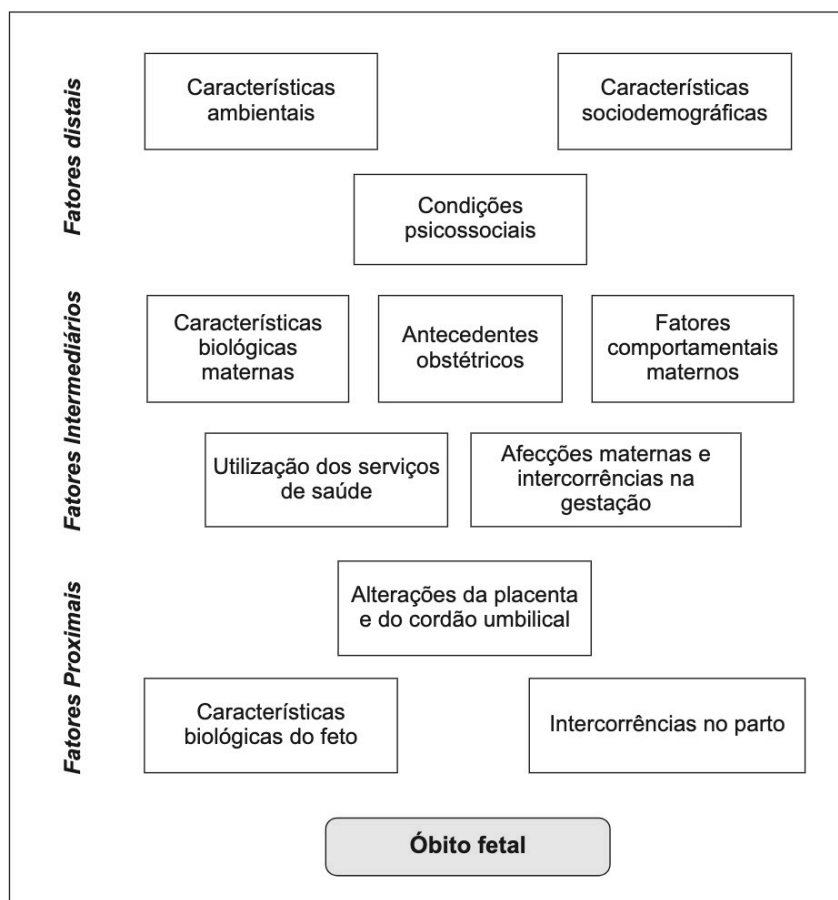 Fatores distais
Características
ambientais
Características
sociodemográficas
Condições
psicossociais
Fatores Intermediários
Características
biológicas
maternas
Antecedentes
obstétricos
Fatores
comportamentais
maternos
Utilização dos serviços
de saúde
Afecções maternas e
intercorrências na
gestação
Fatores Proximais
Alterações da placenta
e do cordão umbilical
Características
biológicas do feto
Intercorrências no parto
Óbito fetal